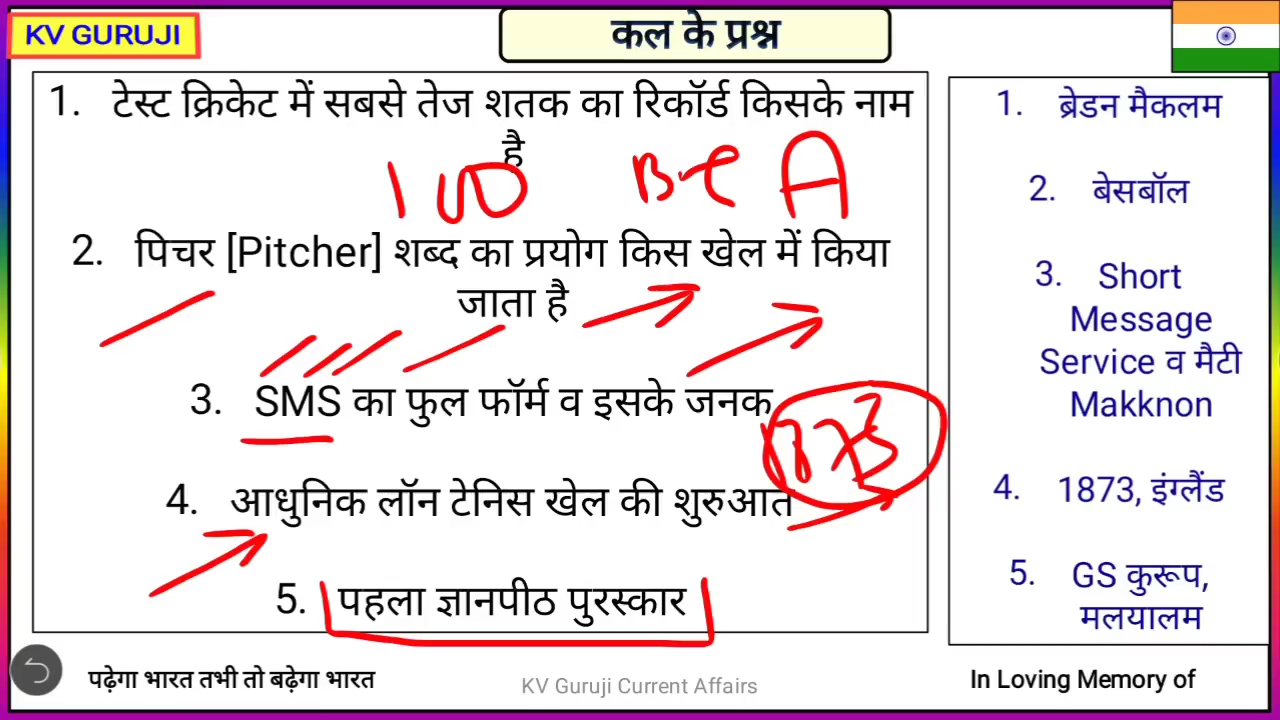 KV GURUJI
कल के प्रश्न
1. टेस्ट क्रिकेट में सबसे तेज शतक का रिकॉर्ड किसके नाम
है
100
A
2. पिचर [Pitcher] शब्द का प्रयोग किस खेल में किया
जाता है
3. SMS का फुल फॉर्म व इसके जनक
1873
4. आधुनिक लॉन टेनिस खेल की शुरुआत
5. पहला ज्ञानपीठ पुरस्कार
1. ब्रेडन मैकलम
2. बेसबॉल
3. Short
Message
Service व मैटी
Makknon
4. 1873, इंग्लैंड
5. GS कुरूप,
मलयालम
पढ़ेगा भारत तभी तो बढ़ेगा भारत
KV Guruji Current Affairs
In Loving Memory of